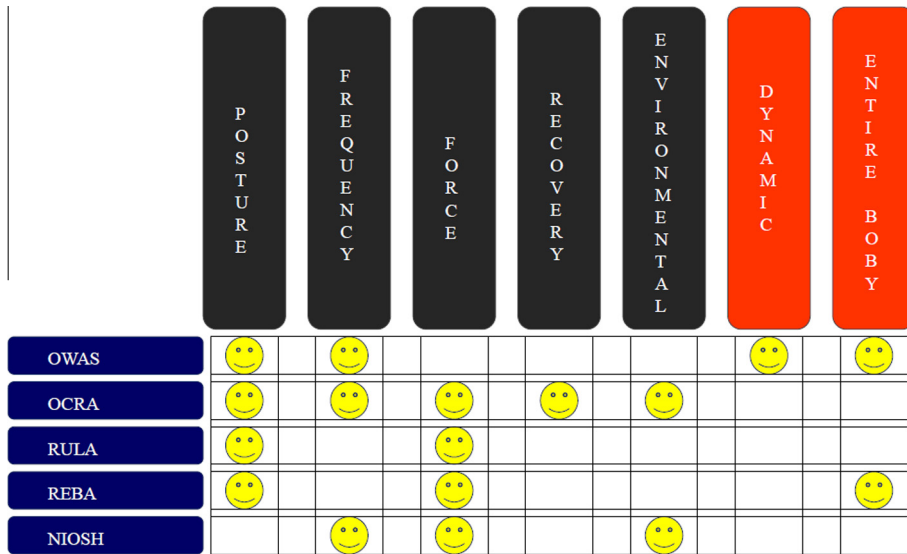 POSTURE
FREQUENCY
FORCE
RECOVERY
ENVIRONMENTAL
DYNAMIC
ENTIRE BOBY
OWAS
OCRA
RULA
REBA
NIOSH